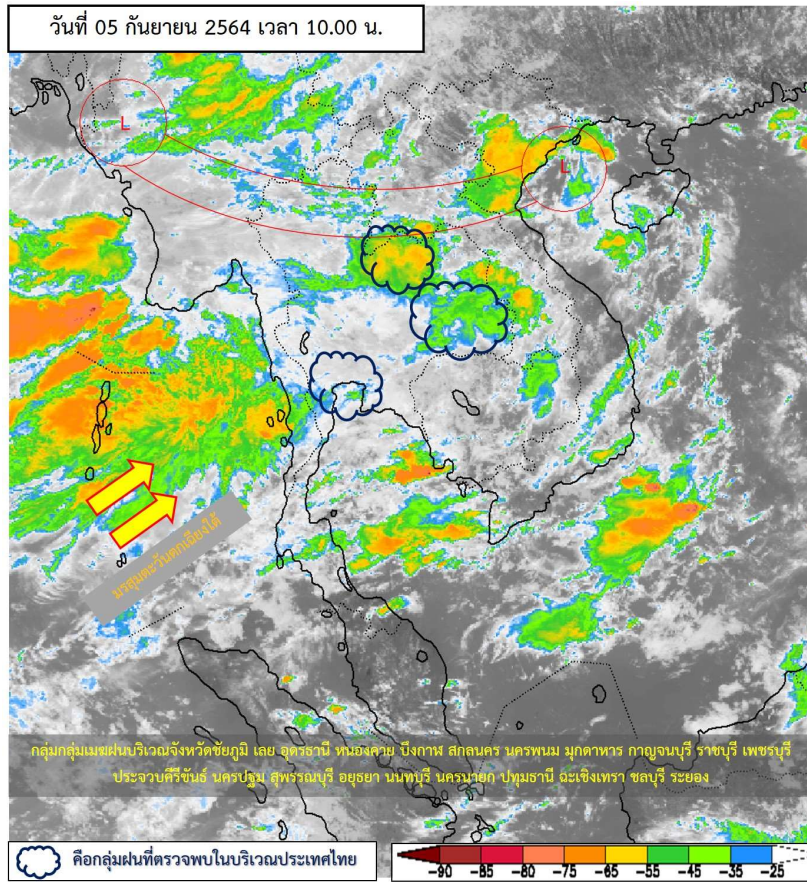 วันที่ 05 กันยายน 2564 เวลา 10.00 น.
L
L
มรสุมตะวันตกเฉียงใต้
กลุ่มกลุ่มเมฆฝนบริเวณจังหวัดชัยภูมิ เลย อุดรธานี หนองคาย บึงกาฬ สกลนคร นครพนม มุกดาหาร กาญจนบุรี ราชบุรี เพชรบุรี
ประจวบคีรีขันธ์ นครปฐม สุพรรณบุรี อยุธยา นนทบุรี นครนายก ปทุมธานี ฉะเชิงเทรา ชลบุรี ระยอง
คือกลุ่มฝนที่ตรวจพบในบริเวณประเทศไทย
-90 -85 -80 -75 -65 -55 -45 -35 -25